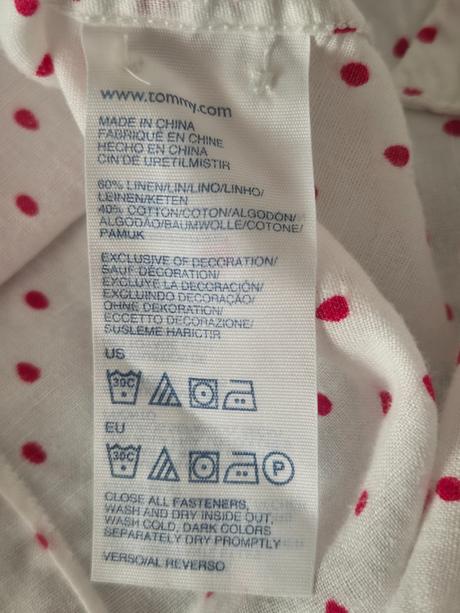 www.tommy.com
MADE IN CHINA
FABRIQUÉ EN CHINE
HECHO EN CHINA
ÇIN'DE URETILMISTIR
60% LINEN/LIN/LINO/LINHO/
LEINEN/KETEN
40% COTTON/COTON/ALGODÓN/
ALGODÃO/BAUMWOLLE/COTONE/
PAMUK
EXCLUSIVE OF DECORATION/
SAUF DÉCORATION/
EXCLUYE LA DECORACIÓN/
EXCLUINDO DECORAÇÃO/
OHNE DEKORATION/
ECCETTO DECORAZIONE/
SUSLEME HARICTIR
US
30C
EU
30C P
CLOSE ALL FASTENERS,
WASH AND DRY INSIDE OUT,
WASH COLD, DARK COLORS
SEPARATELY DRY PROMPTLY
VERSO/AL REVERSO